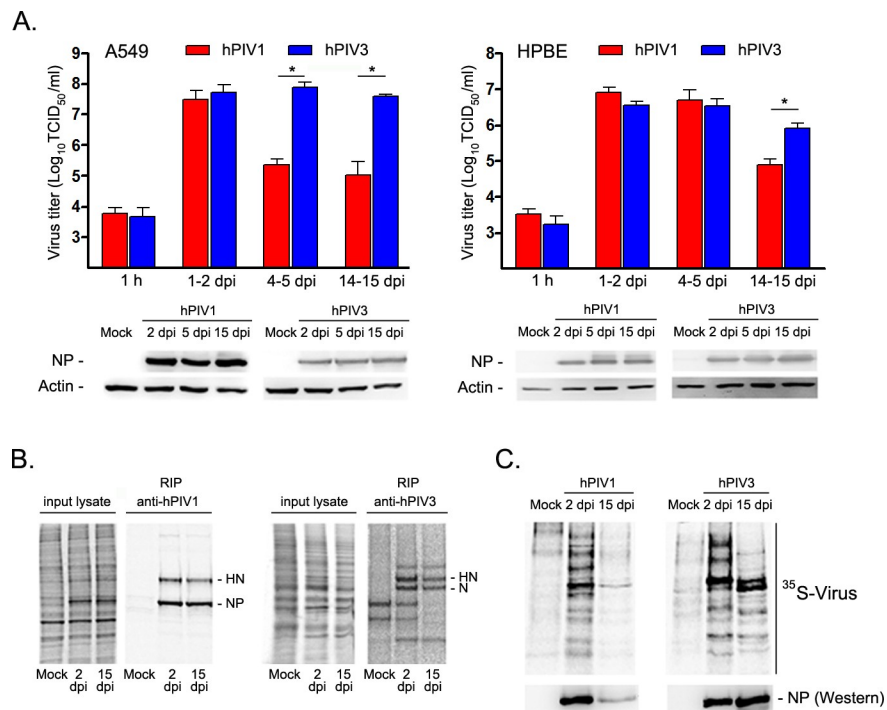 A.
A549
hPIV1
hPIV3
Virus titer (Log10TCID50/ml)
8
7
6
5
4
3
1 h
1-2 dpi
4-5 dpi
14-15 dpi
*
*
HPBE
hPIV1
hPIV3
Virus titer (Log10TCID50/ml)
8
7
6
5
4
3
1 h
1-2 dpi
4-5 dpi
14-15 dpi
*
hPIV1
hPIV3
Mock 2 dpi 5 dpi 15 dpi
Mock 2 dpi 5 dpi 15 dpi
NP -
Actin -
hPIV1
hPIV3
Mock 2 dpi 5 dpi 15 dpi
Mock 2 dpi 5 dpi 15 dpi
NP -
Actin -
B.
input lysate
RIP
anti-hPIV1
- HN
- NP
Mock 2 dpi 15 dpi
Mock 2 dpi 15 dpi
input lysate
RIP
anti-hPIV3
- HN
- N
Mock 2 dpi 15 dpi
Mock 2 dpi 15 dpi
C.
hPIV1
hPIV3
Mock 2 dpi 15 dpi
Mock 2 dpi 15 dpi
35S-Virus
- NP (Western)